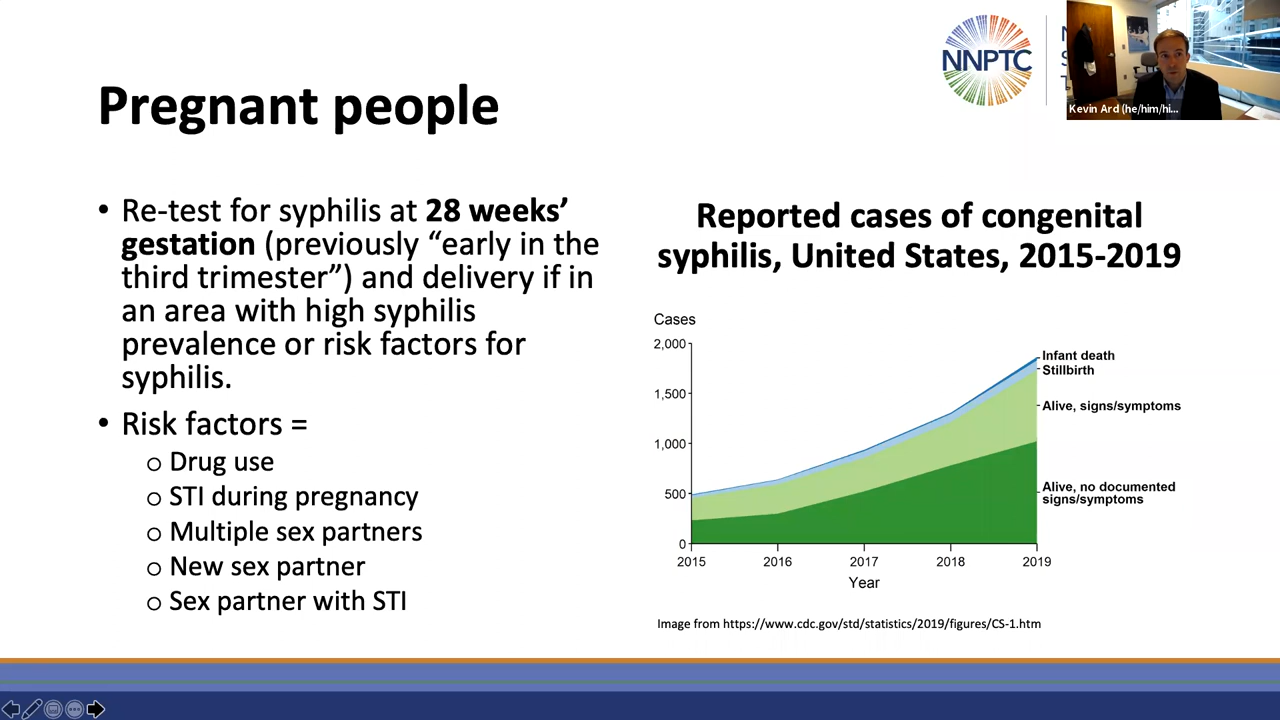 NNPTC
N
S
T
Kevin Ard (he/him/hi...
Pregnant people
• Re-test for syphilis at 28 weeks’
gestation (previously “early in the
third trimester”) and delivery if in
an area with high syphilis
prevalence or risk factors for
syphilis.
• Risk factors =
o Drug use
o STI during pregnancy
o Multiple sex partners
o New sex partner
o Sex partner with STI
Reported cases of congenital
syphilis, United States, 2015-2019
Cases
2,000
1,500
1,000
500
0
2015 2016 2017 2018 2019
Year
Infant death
Stillbirth
Alive, signs/symptoms
Alive, no documented
signs/symptoms
Image from https://www.cdc.gov/std/statistics/2019/figures/CS-1.htm